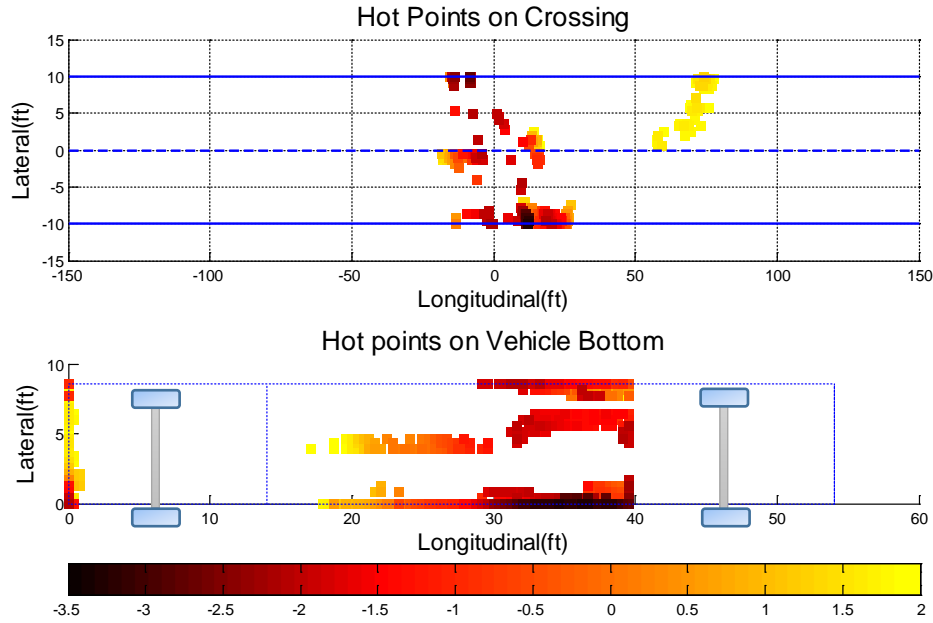 Hot Points on Crossing
15
10
5
0
-5
-10
-15
Lateral(ft)
-150 -100 -50 0 50 100 150
Longitudinal(ft)
Hot points on Vehicle Bottom
10
5
0
Lateral(ft)
0 10 20 30 40 50 60
Longitudinal(ft)
-3.5 -3 -2.5 -2 -1.5 -1 -0.5 0 0.5 1 1.5 2